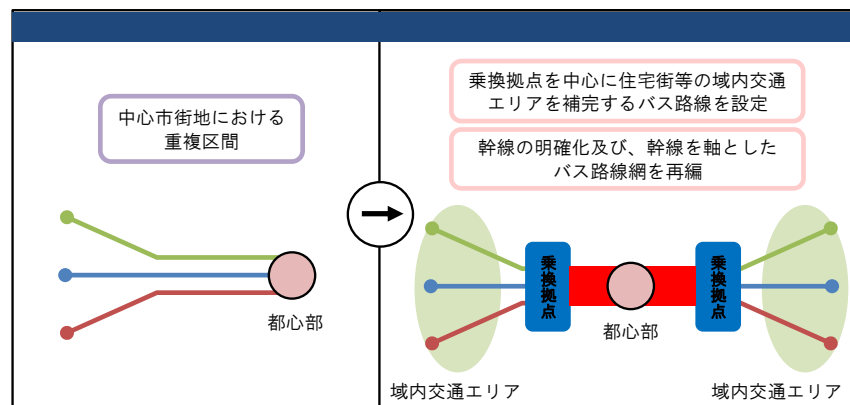 中心市街地における
重複区間
都心部
乗換拠点を中心に住宅街等の域内交通
エリアを補完するバス路線を設定
幹線の明確化及び、幹線を軸とした
バス路線網を再編
乗換拠点
乗換拠点
都心部
域内交通エリア
域内交通エリア